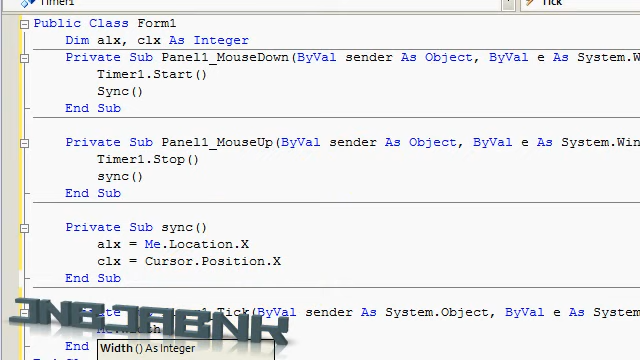 Timer1 Tick
Public Class Form1
Dim alx, clx As Integer
Private Sub Panel1_MouseDown(ByVal sender As Object, ByVal e As System.Wi
Timer1.Start()
Sync()
End Sub
Private Sub Panel1_MouseUp(ByVal sender As Object, ByVal e As System.Win
Timer1.Stop()
sync()
End Sub
Private Sub sync()
alx = Me.Location.X
clx = Cursor.Position.X
End Sub
Tick(ByVal sender As System.Object, ByVal e As System
JNBJABNK
End
Width () As Integer